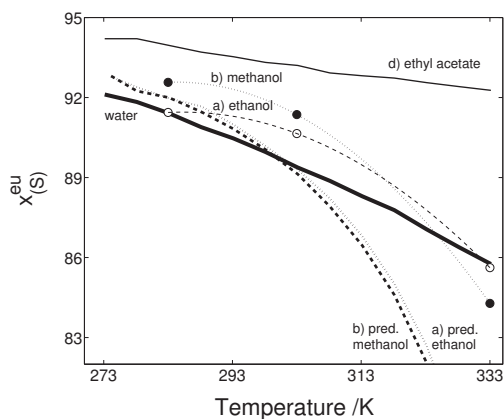 95
92
89
86
83
x^{eu}_{(S)}
d) ethyl acetate
b) methanol
a) ethanol
water
b) pred.
methanol
a) pred.
ethanol
273
293
313
333
Temperature /K